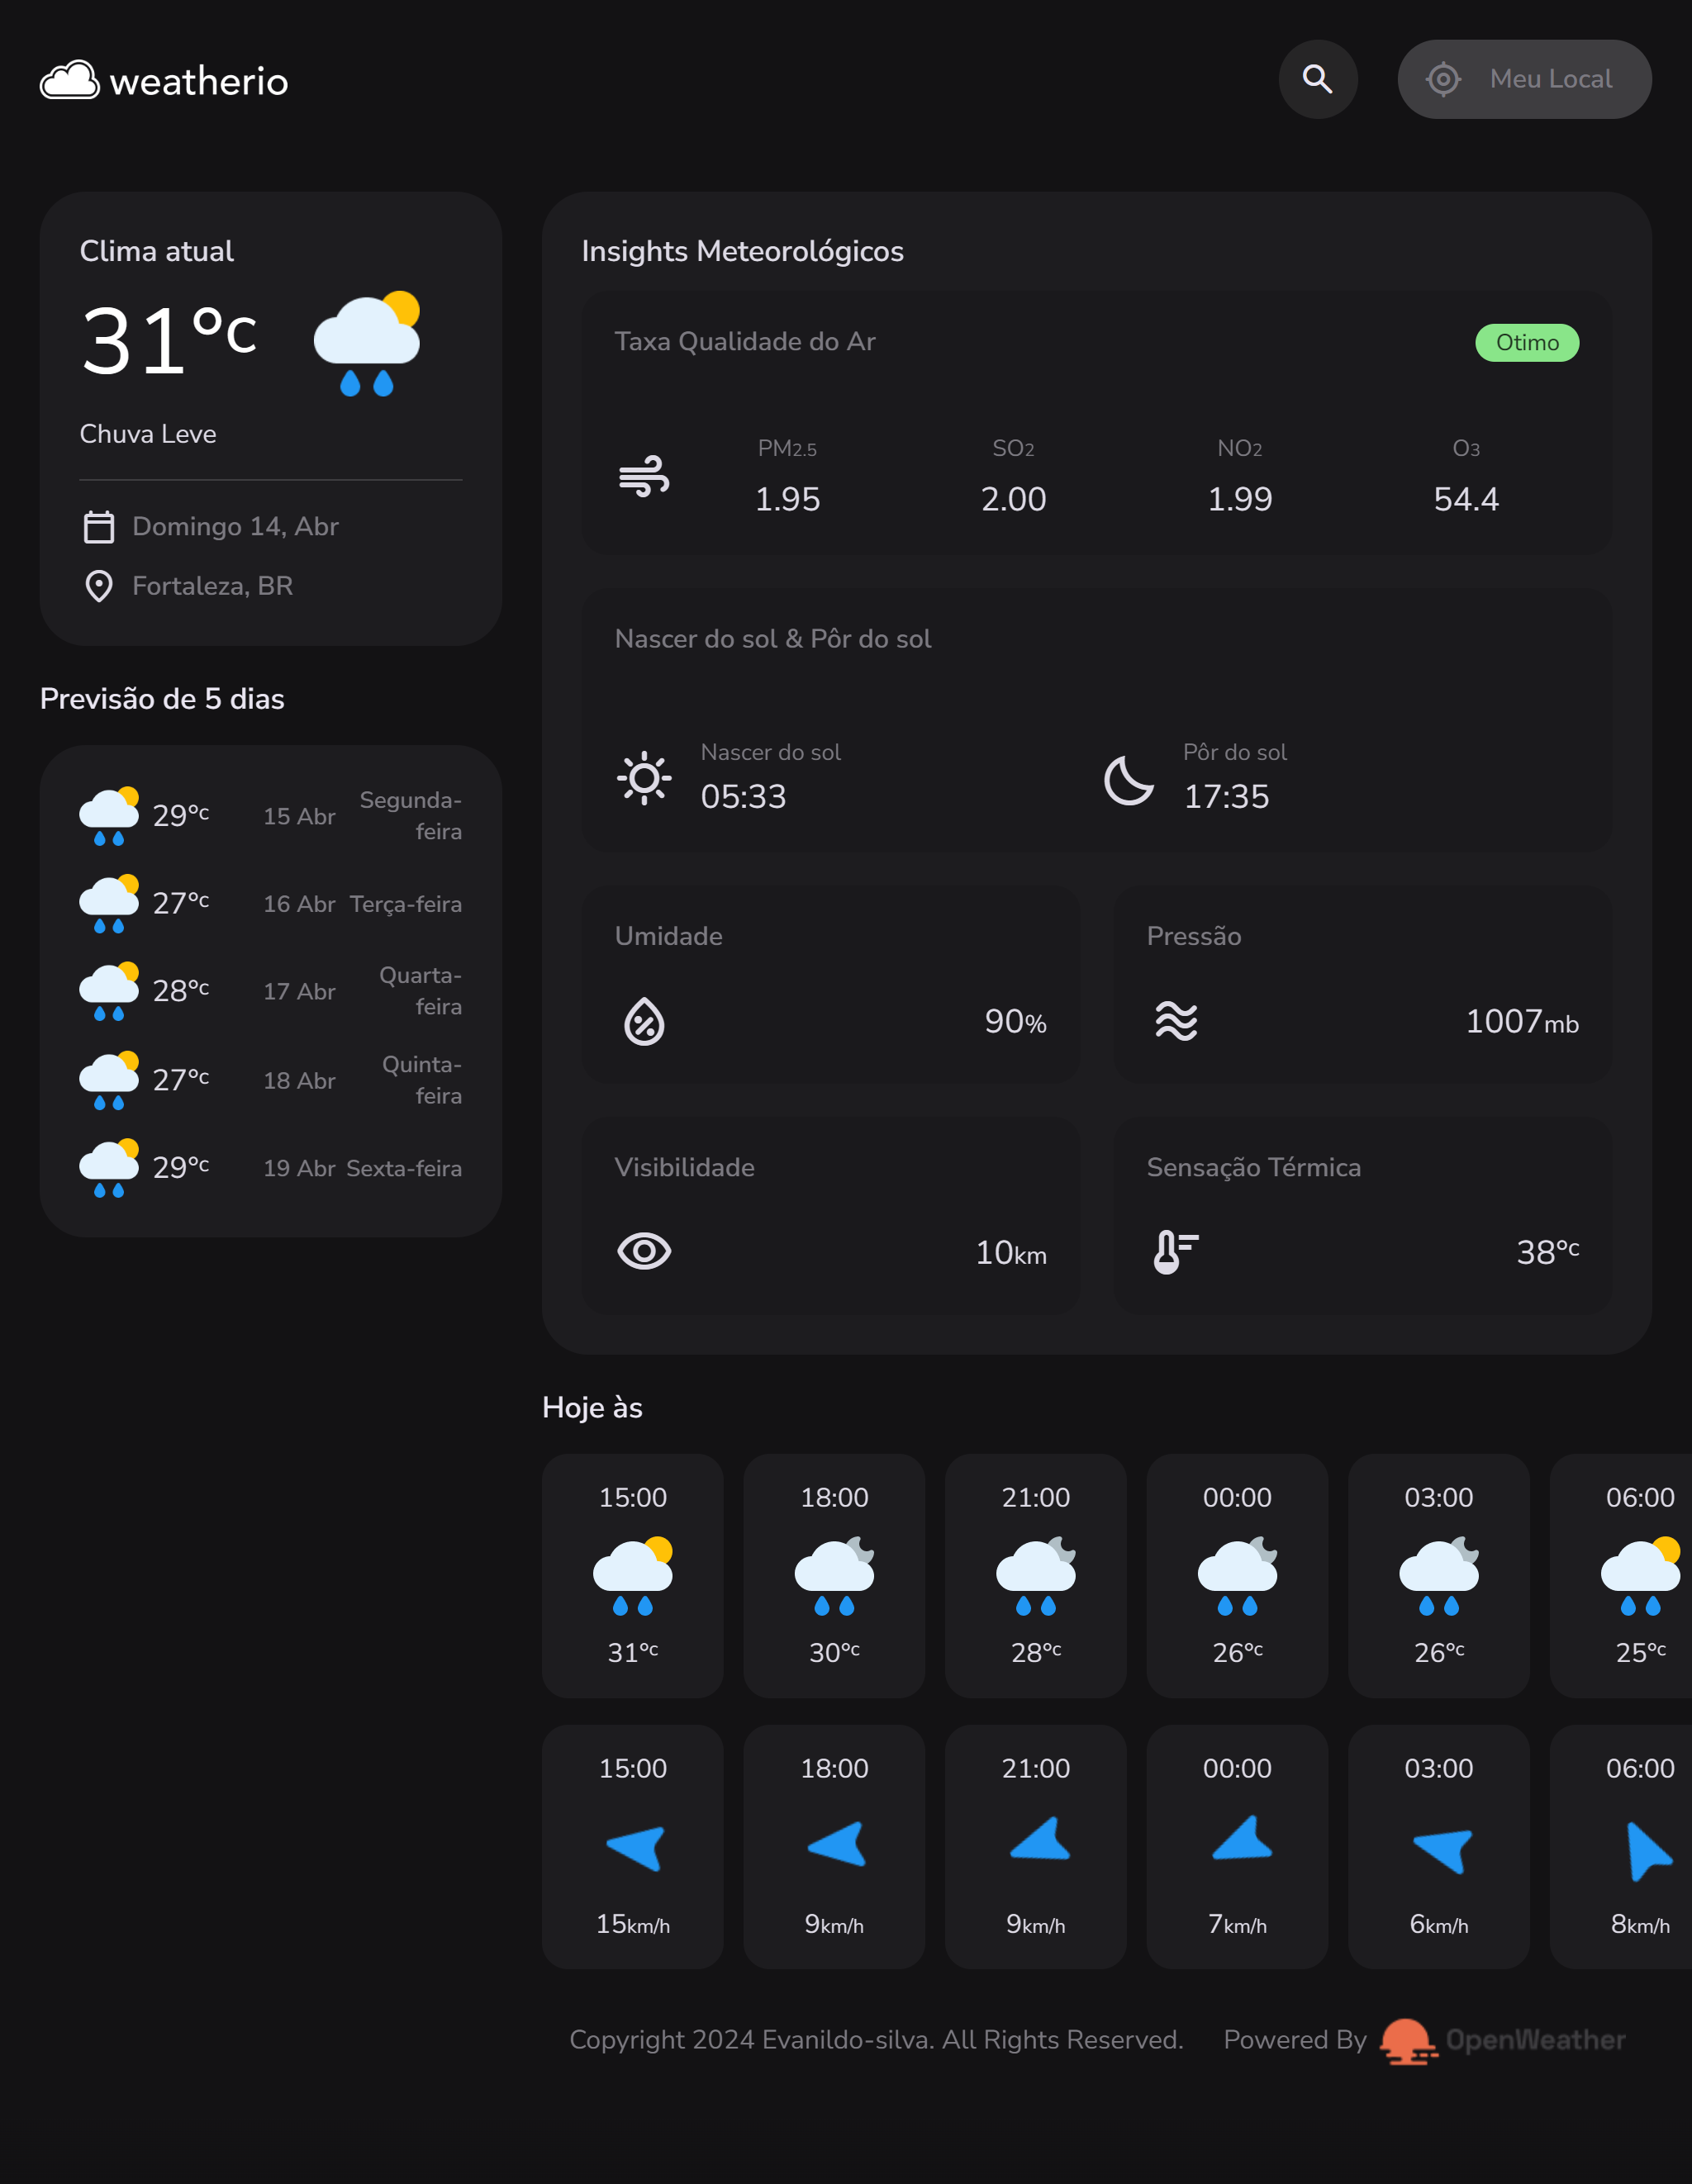 weatherio
Meu Local
Clima atual
31°c
Chuva Leve
Domingo 14, Abr
Fortaleza, BR
Previsão de 5 dias
29°c 15 Abr Segunda-
feira
27°c 16 Abr Terça-feira
28°c 17 Abr Quarta-
feira
27°c 18 Abr Quinta-
feira
29°c 19 Abr Sexta-feira
Insights Meteorológicos
Taxa Qualidade do Ar Otimo
PM2.5 SO2 NO2 O3
1.95 2.00 1.99 54.4
Nascer do sol & Pôr do sol
Nascer do sol Pôr do sol
05:33 17:35
Umidade Pressão
90% 1007mb
Visibilidade Sensação Térmica
10km 38°c
Hoje às
15:00 18:00 21:00 00:00 03:00 06:00
31°c 30°c 28°c 26°c 26°c 25°c
15:00 18:00 21:00 00:00 03:00 06:00
15km/h 9km/h 9km/h 7km/h 6km/h 8km/h
Copyright 2024 Evanildo-silva. All Rights Reserved. Powered By OpenWeather